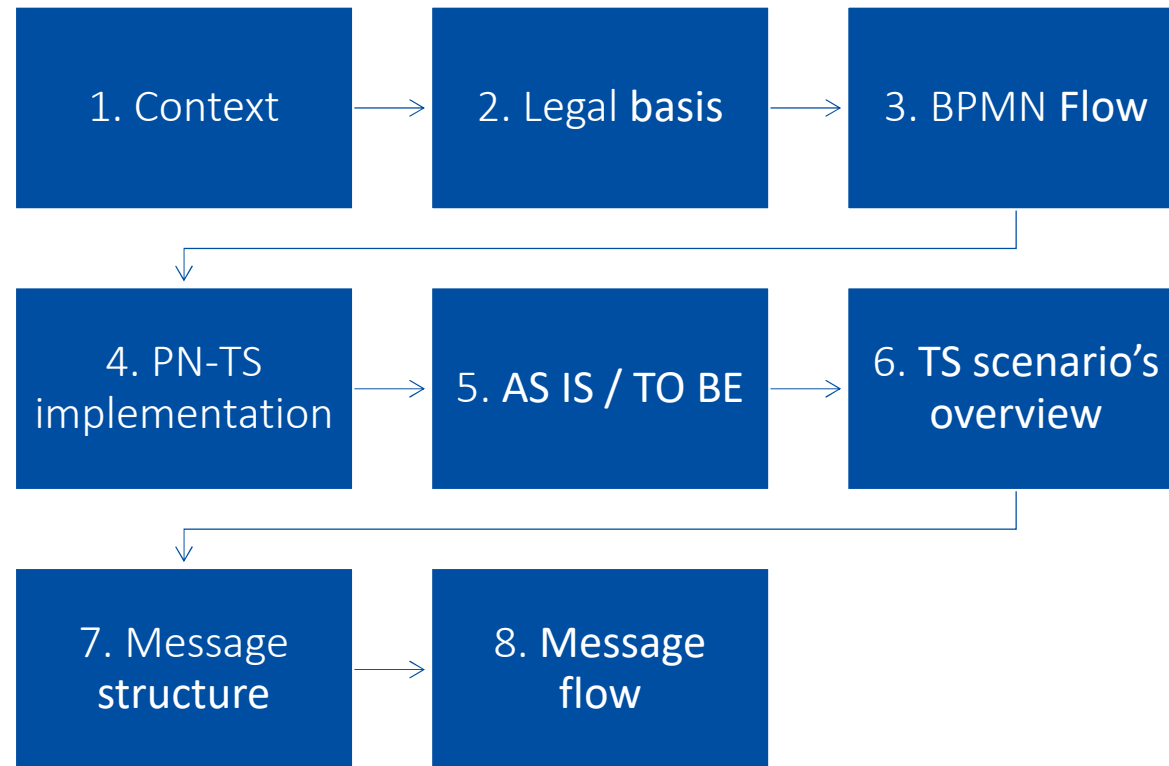 1. Context
2. Legal basis
3. BPMN Flow
4. PN-TS
implementation
5. AS IS / TO BE
6. TS scenario's
overview
7. Message
structure
8. Message
flow